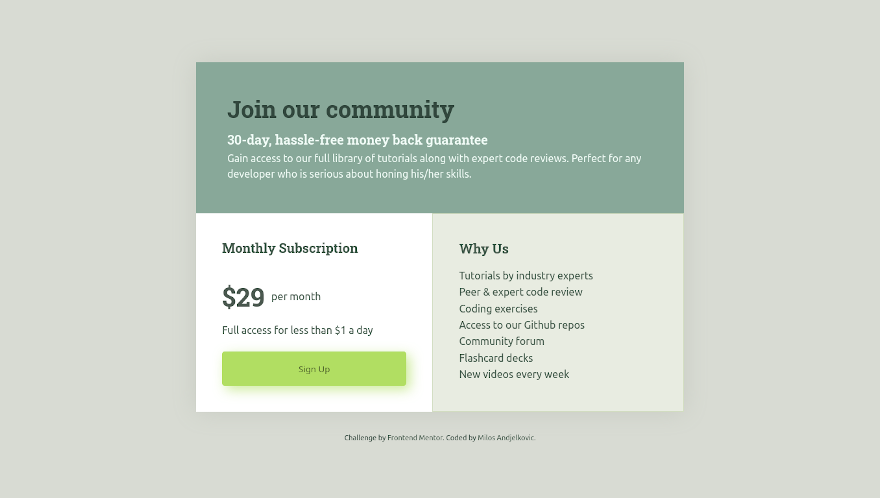 Join our community
30-day, hassle-free money back guarantee
Gain access to our full library of tutorials along with expert code reviews. Perfect for any
developer who is serious about honing his/her skills.
Monthly Subscription
$29 per month
Full access for less than $1 a day
Sign Up
Why Us
Tutorials by industry experts
Peer & expert code review
Coding exercises
Access to our Github repos
Community forum
Flashcard decks
New videos every week
Challenge by Frontend Mentor. Coded by Milos Andjelkovic.